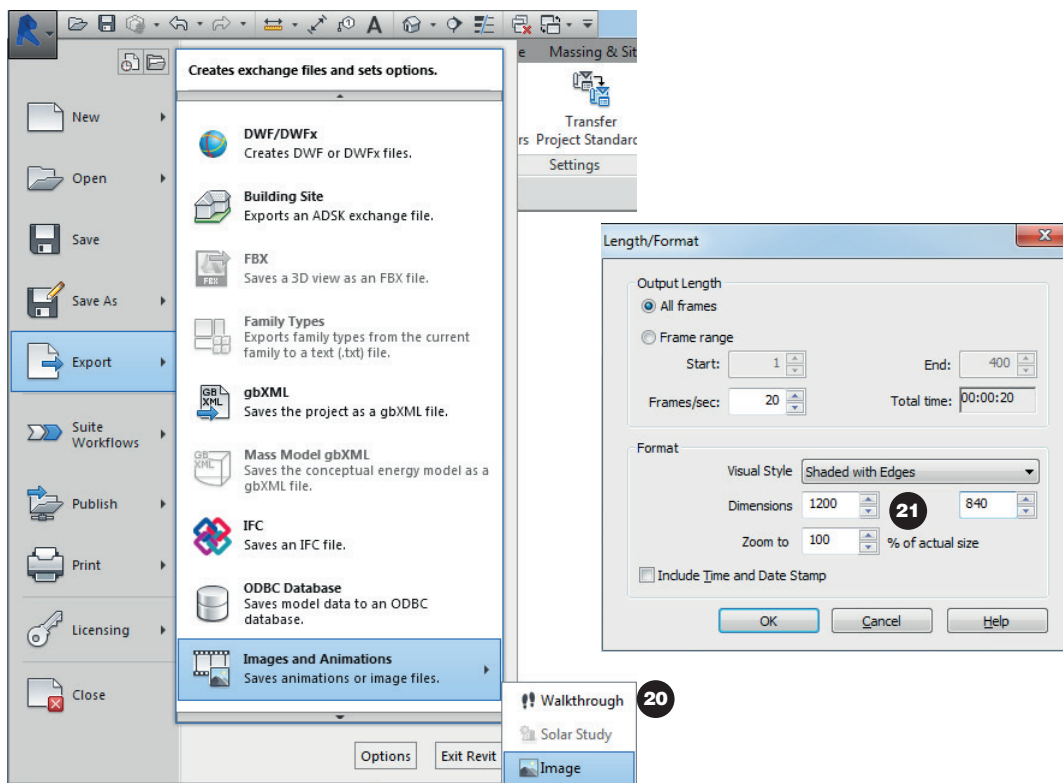 A
Creates exchange files and sets options.
e Massing & Sit
Transfer
rs Project Standard
Settings
New
Open
Save
Save As
Export
Suite
Workflows
Publish
Print
Licensing
Close
DWF/DWFx
Creates DWF or DWFx files.
Building Site
Exports an ADSK exchange file.
FBX
FBX
Saves a 3D view as an FBX file.
Family Types
Exports family types from the current
family to a text (.txt) file.
GB
XML
gbXML
Saves the project as a gbXML file.
GB
XML
Mass Model gbXML
Saves the conceptual energy model as a
gbXML file.
IFC
Saves an IFC file.
ODBC Database
Saves model data to an ODBC
database.
Images and Animations
Saves animations or image files.
Walkthrough 20
Solar Study
Image
Options Exit Revit
Length/Format
Output Length
All frames
Frame range
Start: 1 End: 400
Frames/sec: 20 Total time: 00:00:20
Format
Visual Style Shaded with Edges
Dimensions 1200 21 840
Zoom to 100 % of actual size
Include Time and Date Stamp
OK Cancel Help